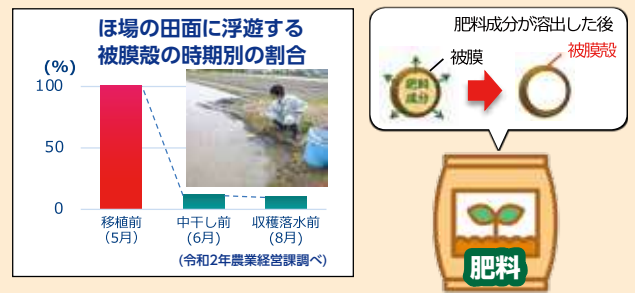 ほ場の田面に浮遊する
被膜殻の時期別の割合
(%)
100
50
0
移植前
(5月)
中干し前
(6月)
収穫落水前
(8月)
(令和2年農業経営課調べ)
肥料成分が溶出した後
被膜
被膜殻
肥料
成分
肥料